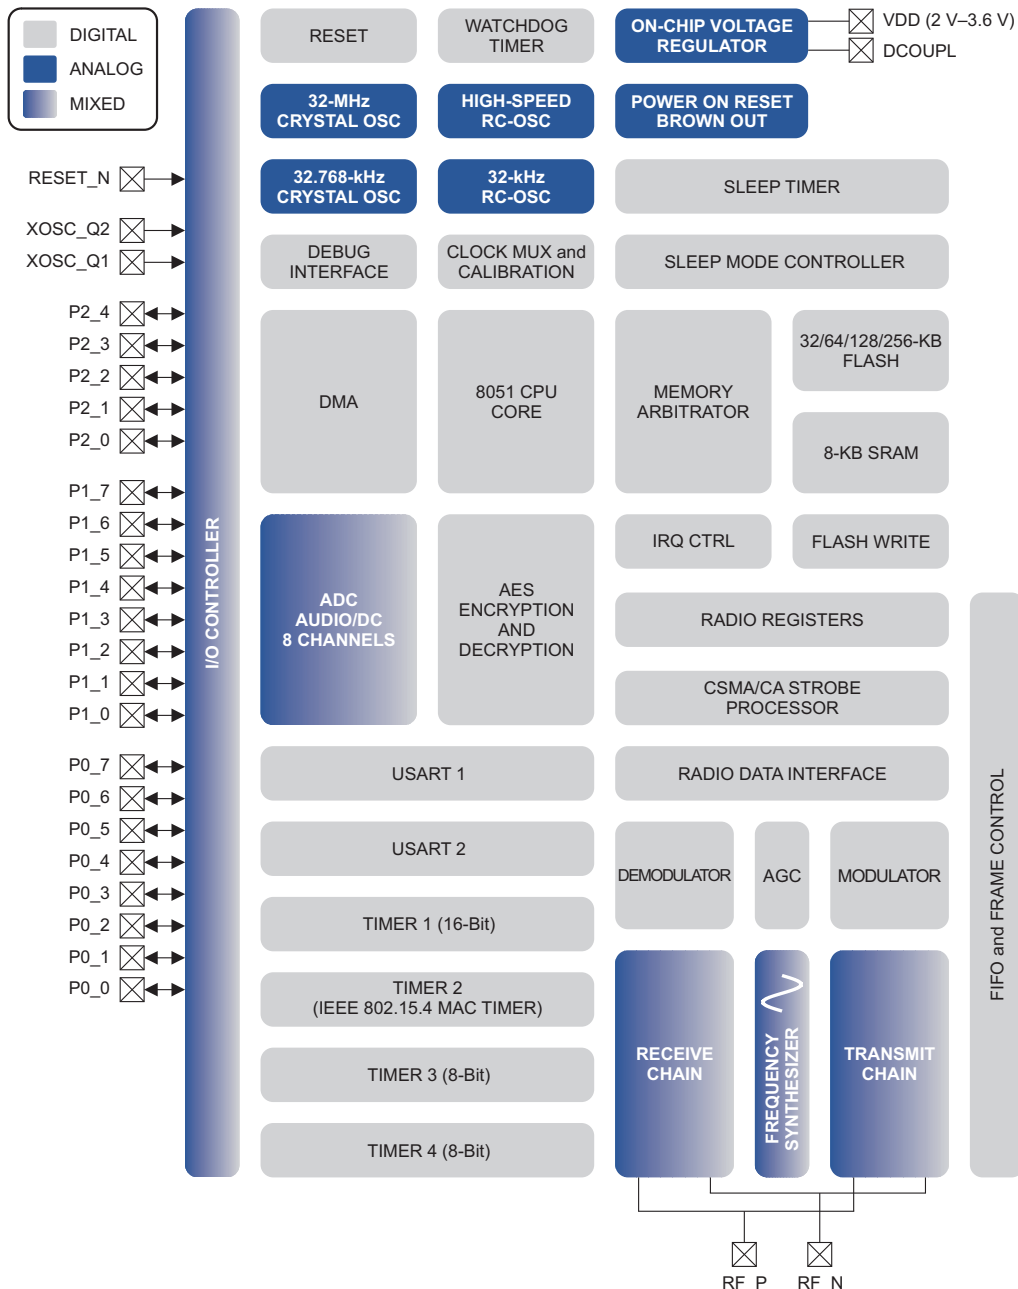 DIGITAL
ANALOG
MIXED
RESET
WATCHDOG
TIMER
ON-CHIP VOLTAGE
REGULATOR
VDD (2 V–3.6 V)
DCOUPL
32-MHz
CRYSTAL OSC
HIGH-SPEED
RC-OSC
POWER ON RESET
BROWN OUT
RESET_N
32.768-kHz
CRYSTAL OSC
32-kHz
RC-OSC
SLEEP TIMER
XOSC_Q2
XOSC_Q1
DEBUG
INTERFACE
CLOCK MUX and
CALIBRATION
SLEEP MODE CONTROLLER
P2_4
P2_3
P2_2
P2_1
P2_0
DMA
8051 CPU
CORE
MEMORY
ARBITRATOR
32/64/128/256-KB
FLASH
8-KB SRAM
P1_7
P1_6
P1_5
P1_4
P1_3
P1_2
P1_1
P1_0
I/O CONTROLLER
ADC
AUDIO/DC
8 CHANNELS
AES
ENCRYPTION
AND
DECRYPTION
IRQ CTRL
FLASH WRITE
RADIO REGISTERS
CSMA/CA STROBE
PROCESSOR
P0_7
P0_6
P0_5
P0_4
P0_3
P0_2
P0_1
P0_0
USART 1
USART 2
TIMER 1 (16-Bit)
TIMER 2
(IEEE 802.15.4 MAC TIMER)
TIMER 3 (8-Bit)
TIMER 4 (8-Bit)
RADIO DATA INTERFACE
DEMODULATOR
AGC
MODULATOR
RECEIVE
CHAIN
FREQUENCY
SYNTHESIZER
TRANSMIT
CHAIN
FIFO and FRAME CONTROL
RF_P
RF_N